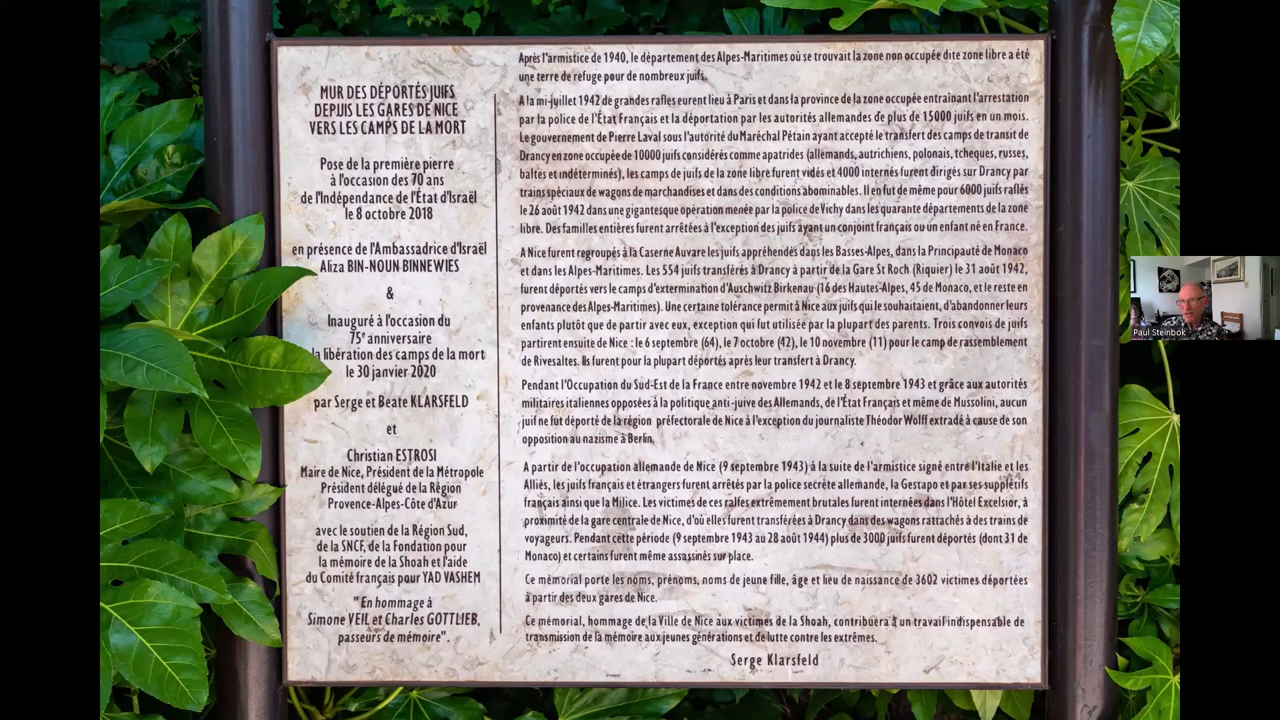 MUR DES DÉPORTÉS JUIFS
DEPUIS LES GARES DE NICE
VERS LES CAMPS DE LA MORT
Pose de la première pierre
à l'occasion des 70 ans
de l'Indépendance de l'État d'Israël
le 8 octobre 2018
en présence de l'Ambassadrice d'Israël
Aliza BIN-NOUN BINNEWIES
&
Inauguré à l'occasion du
75e anniversaire
la libération des camps de la mort
le 30 janvier 2020
par Serge et Beate KLARSFELD
et
Christian ESTROSI
Maire de Nice, Président de la Métropole
Président délégué de la Région
Provence-Alpes-Côte d'Azur
avec le soutien de la Région Sud,
de la SNCF, de la Fondation pour
la mémoire de la Shoah et l'aide
du Comité français pour YAD VASHEM
"En hommage à
Simone VEIL et Charles GOTTLIEB,
passeurs de mémoire".
Après l'armistice de 1940, le département des Alpes-Maritimes où se trouvait la zone non occupée dite zone libre a été
une terre de refuge pour de nombreux juifs.
A la mi-juillet 1942 de grandes rafles eurent lieu à Paris et dans la province de la zone occupée entraînant l'arrestation
par la police de l'État Français et la déportation par les autorités allemandes de plus de 15000 juifs en un mois.
Le gouvernement de Pierre Laval sous l'autorité du Maréchal Pétain ayant accepté le transfert des camps de transit de
Drancy en zone occupée de 10000 juifs considérés comme apatrides (allemands, autrichiens, polonais, tcheques, russes,
baltes et indéterminés), les camps de juifs de la zone libre furent vidés et 4000 internés furent dirigés sur Drancy par
trains spéciaux de wagons de marchandises et dans des conditions abominables. Il en fut de même pour 6000 juifs raflés
le 26 août 1942 dans une gigantesque opération menée par la police de Vichy dans les quarante départements de la zone
libre. Des familles entières furent arrêtées à l'exception des juifs ayant un conjoint français ou un enfant né en France.
A Nice furent regroupés à la Caserne Auvare les juifs appréhendés dans les Basses-Alpes, dans la Principauté de Monaco
et dans les Alpes-Maritimes. Les 554 juifs transférés à Drancy à partir de la Gare St Roch (Riquier) le 31 août 1942,
furent déportés vers le camps d'extermination d'Auschwitz Birkenau (16 des Hautes-Alpes, 45 de Monaco, et le reste en
provenance des Alpes-Maritimes). Une certaine tolérance permit à Nice aux juifs qui le souhaitaient, d'abandonner leurs
enfants plutôt que de partir avec eux, exception qui fut utilisée par la plupart des parents. Trois convois de juifs
partirent ensuite de Nice : le 6 septembre (64), le 7 octobre (42), le 10 novembre (11) pour le camp de rassemblement
de Rivesaltes. Ils furent pour la plupart déportés après leur transfert à Drancy.
Pendant l'Occupation du Sud-Est de la France entre novembre 1942 et le 8 septembre 1943 et grâce aux autorités
militaires italiennes opposées à la politique anti-juive des Allemands, de l'État Français et même de Mussolini, aucun
juif ne fut déporté de la région préfectorale de Nice à l'exception du journaliste Théodor Wolff extradé à cause de son
opposition au nazisme à Berlin.
A partir de l'occupation allemande de Nice (9 septembre 1943) à la suite de l'armistice signé entre l'Italie et les
Alliés, les juifs français et étrangers furent arrêtés par la police secrète allemande, la Gestapo et par ses supplétifs
français ainsi que la Milice. Les victimes de ces ralfes extrêmement brutales furent internées dans l'Hôtel Excelsior, à
proximité de la gare centrale de Nice, d'où elles furent transférées à Drancy dans des wagons rattachés à des trains de
voyageurs. Pendant cette période (9 septembre 1943 au 28 août 1944) plus de 3000 juifs furent déportés (dont 31 de
Monaco) et certains furent même assassinés sur place.
Ce mémorial porte les noms, prénoms, noms de jeune fille, âge et lieu de naissance de 3602 victimes déportées
à partir des deux gares de Nice.
Ce mémorial, hommage de la Ville de Nice aux victimes de la Shoah, contribuera à un travail indispensable de
transmission de la mémoire aux jeunes générations et de lutte contre les extrêmes.
Serge Klarsfeld
Paul Steinbok